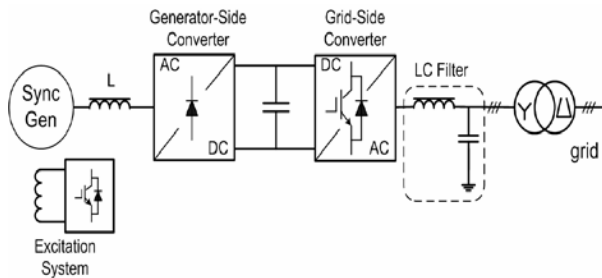 Generator-Side
Converter
Grid-Side
Converter
Sync
Gen
L
AC
DC
DC
AC
LC Filter
Y
Δ
grid
Excitation
System